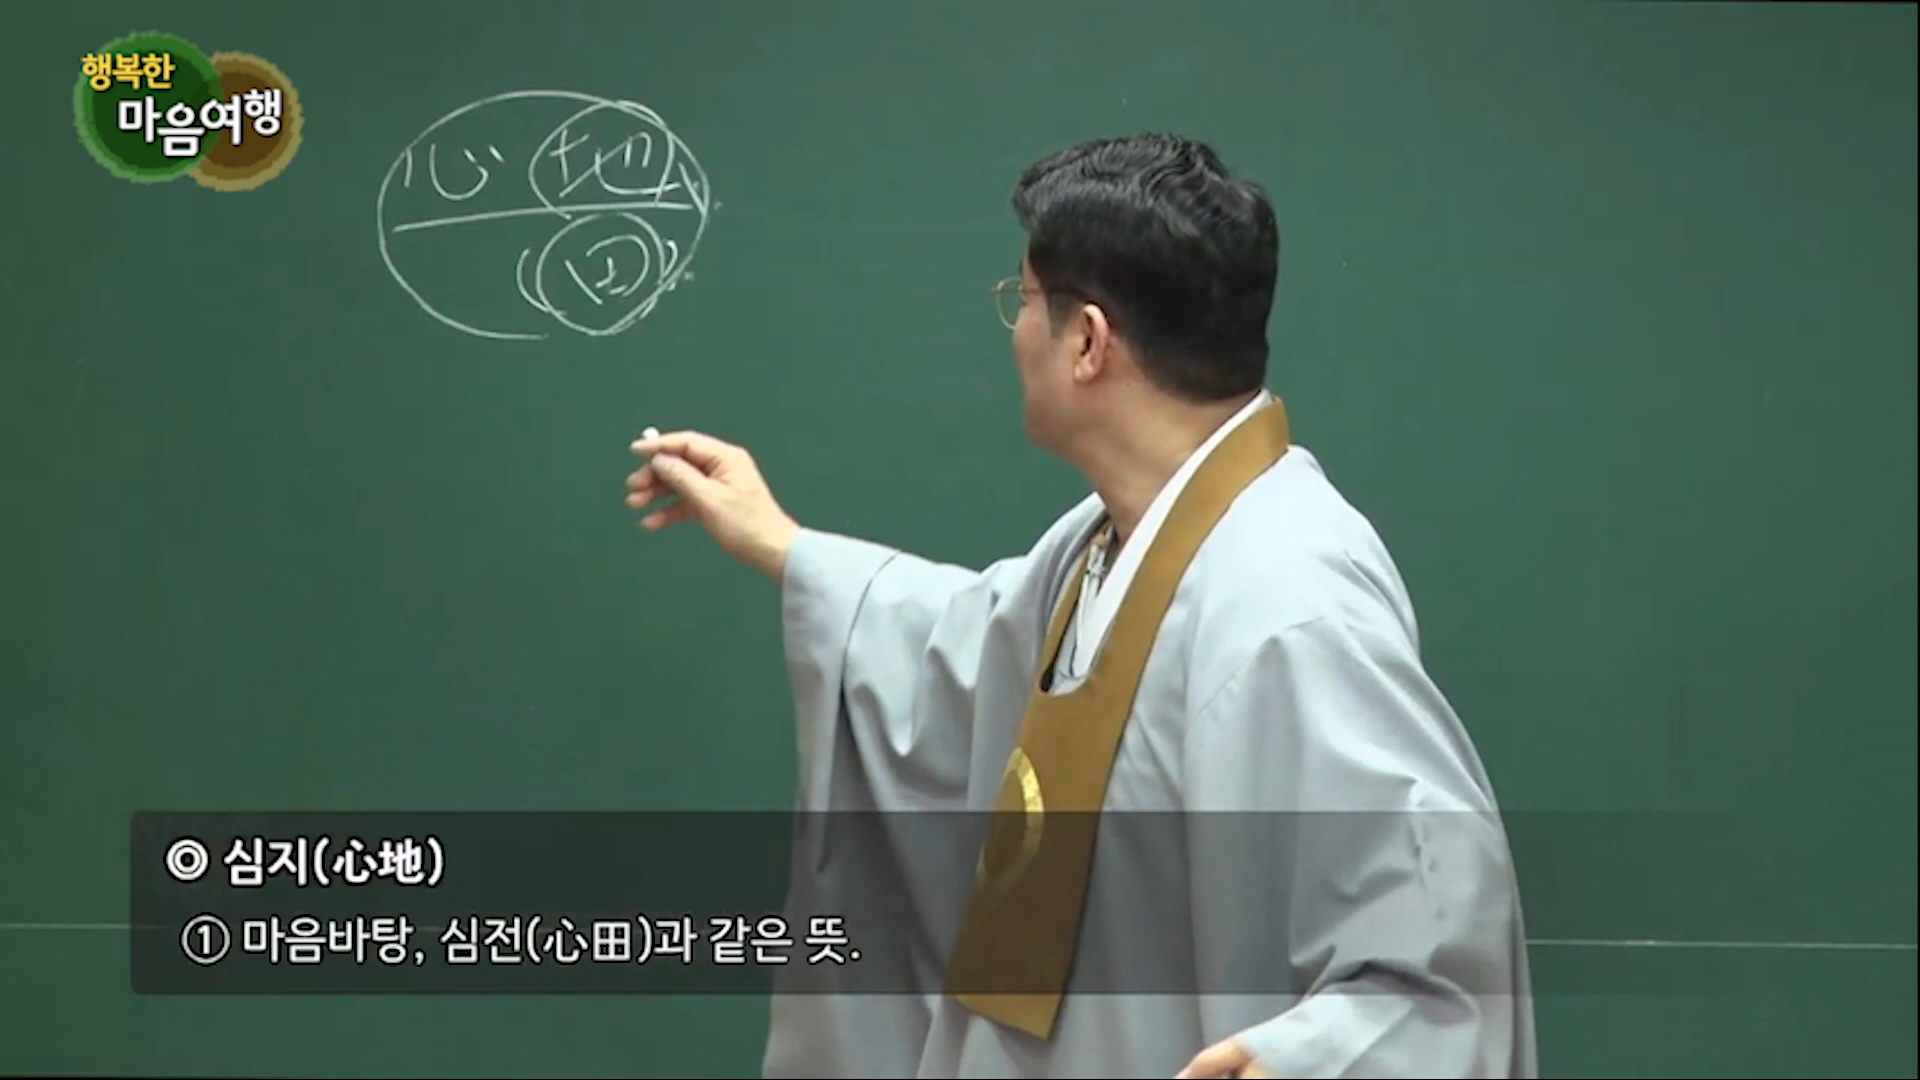 행복한
마음여행
心地
田
◎ 심지(心地)
① 마음바탕, 심전(心田)과 같은 뜻.